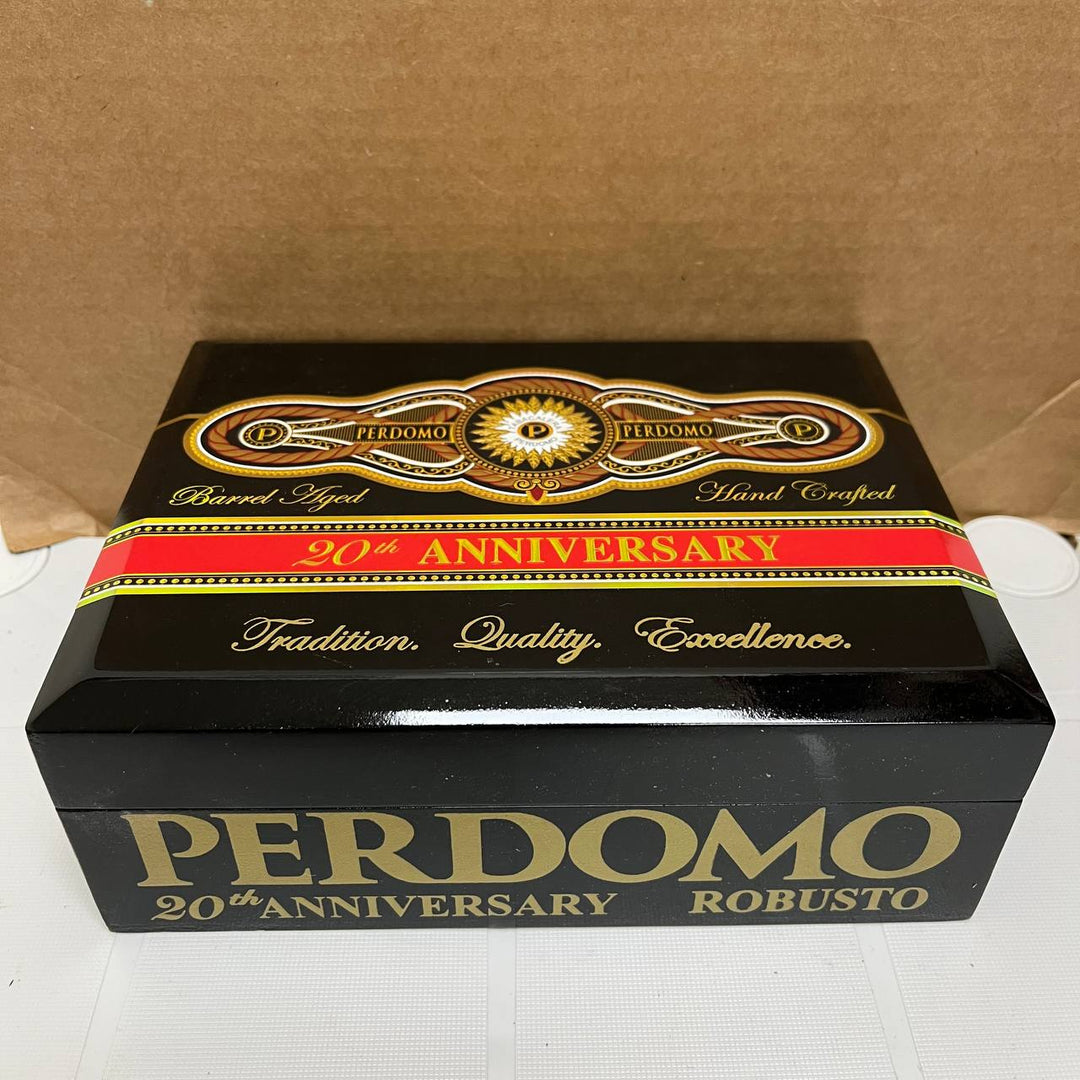 P PERDOMO P PERDOMO P
PERDOMO
Barrel Aged Hand Crafted
20th ANNIVERSARY
Tradition. Quality. Excellence.
PERDOMO
20th ANNIVERSARY ROBUSTO